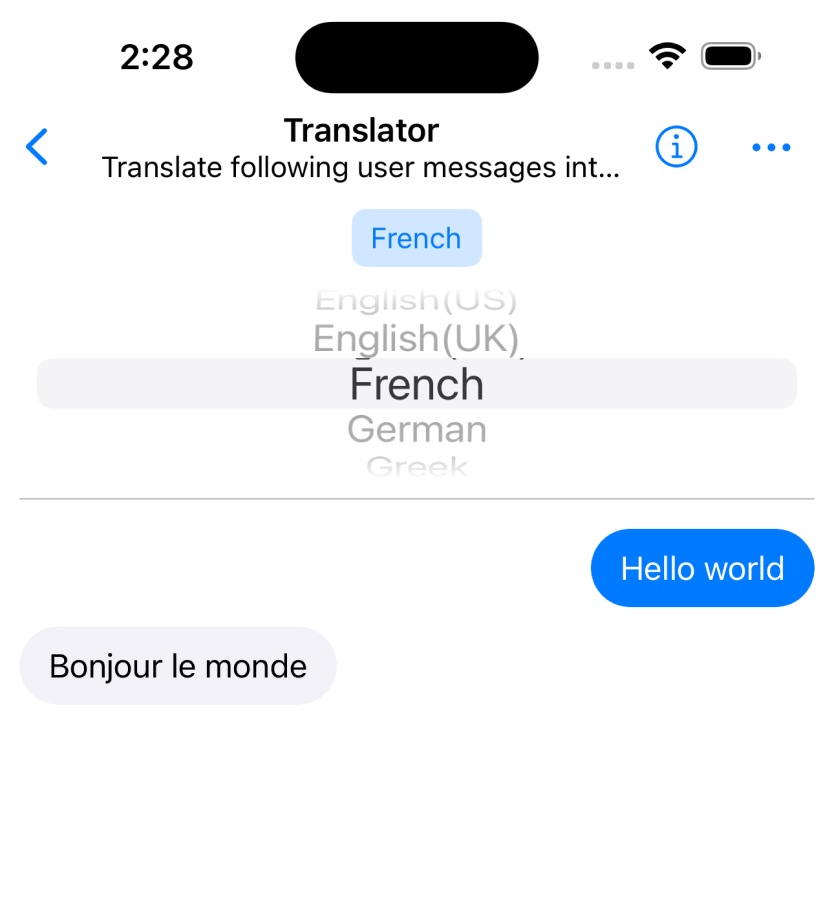 2:28
Translator
Translate following user messages int...
French
English(US)
English(UK)
French
German
Greek
Hello world
Bonjour le monde